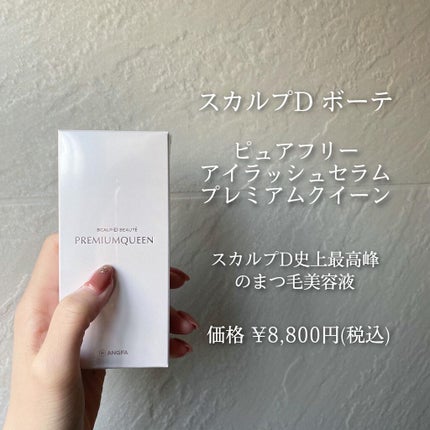 スカルプD ボーテ
ピュアフリー
アイラッシュセラム
プレミアムクイーン
スカルプD史上最高峰
のまつ毛美容液
価格 ¥8,800円(税込)
PREMIUMQUEEN
ANGFA